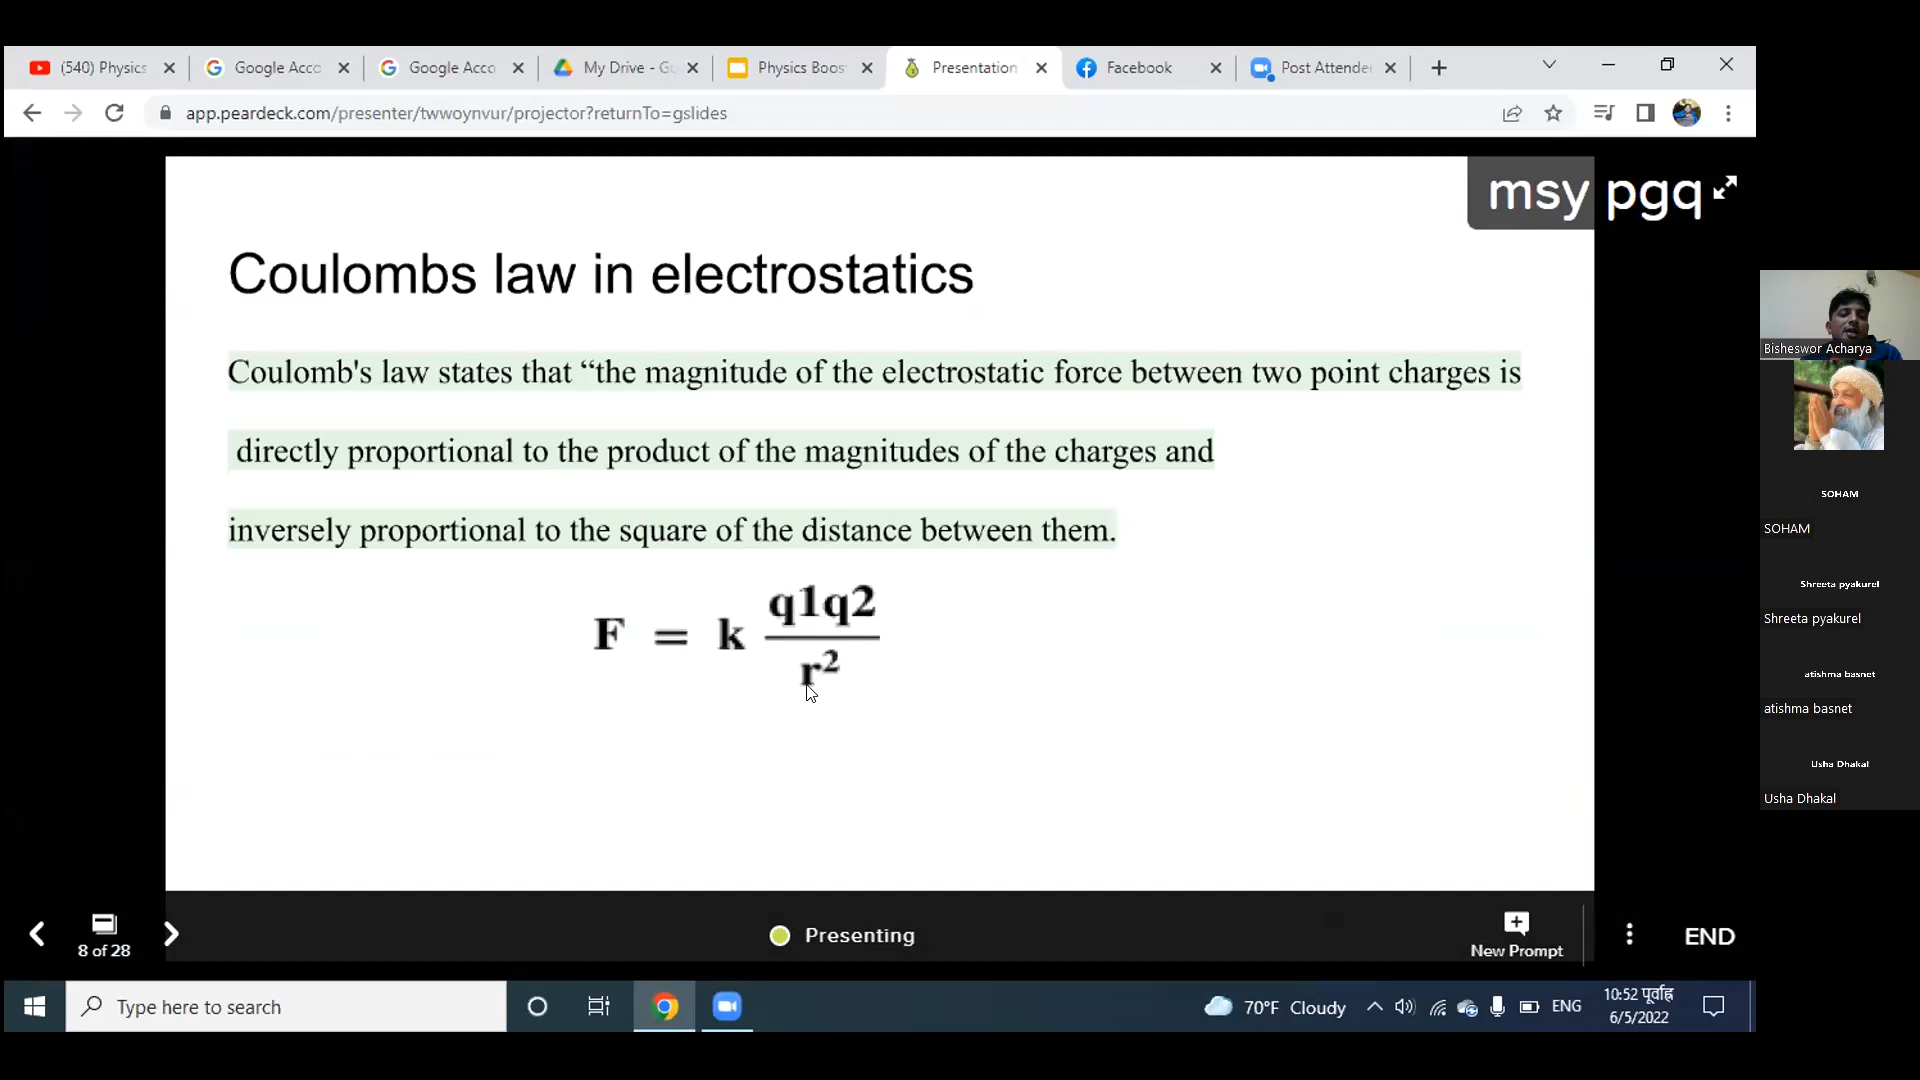 (540) Physics
Google Acco
Google Acco
My Drive - G
Physics Boos
Presentation
Facebook
Post Attende
app.peardeck.com/presenter/twwoynvur/projector?returnTo=gslides
msy pgq
Coulombs law in electrostatics
Coulomb's law states that “the magnitude of the electrostatic force between two point charges is
directly proportional to the product of the magnitudes of the charges and
inversely proportional to the square of the distance between them.
F = k q1q2
r²
Bisheswor Acharya
SOHAM
SOHAM
Shreeta pyakurel
Shreeta pyakurel
atishma basnet
atishma basnet
Usha Dhakal
Usha Dhakal
8 of 28
Presenting
New Prompt
END
Type here to search
70°F Cloudy
ENG
10:52 पूर्वाह्न
6/5/2022